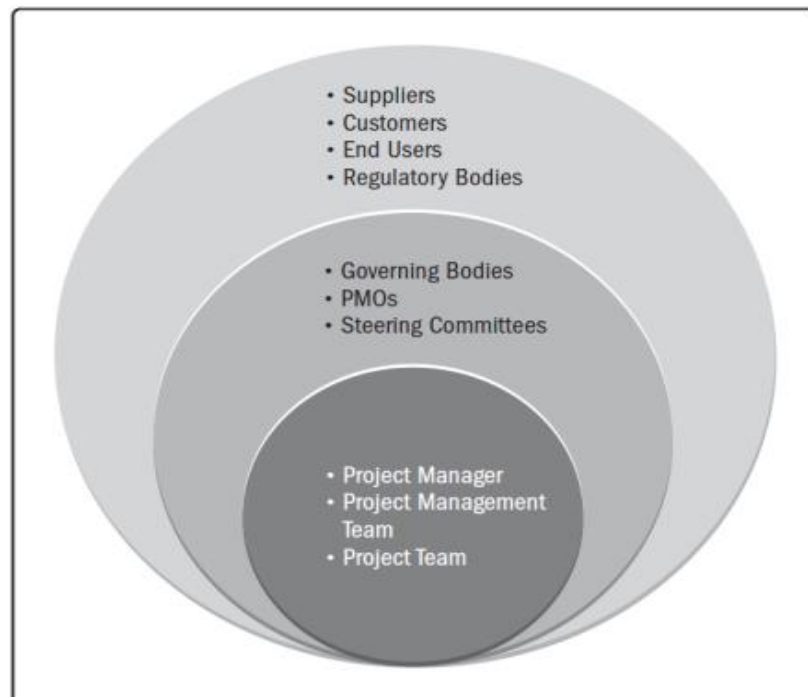 • Suppliers
• Customers
• End Users
• Regulatory Bodies
• Governing Bodies
• PMOs
• Steering Committees
• Project Manager
• Project Management
Team
• Project Team